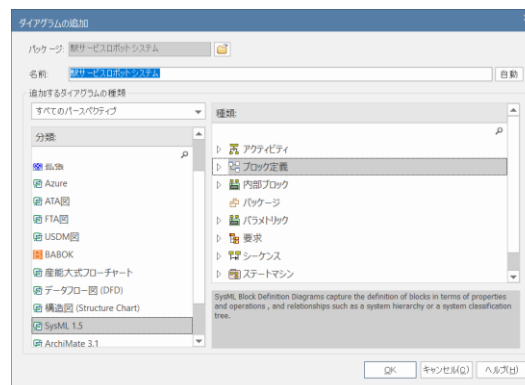 ダイアグラムの追加
パッケージ: 駅サービスロボットシステム
名前: 駅サービスロボットシステム 自動
追加するダイアグラムの種類
すべてのパースペクティブ
分類:
Azure
ATA図
FTA図
USDM図
BABOK
産能大式フローチャート
データフロー図 (DFD)
構造図 (Structure Chart)
SysML 1.5
ArchiMate 3.1
種類:
アクティビティ
ブロック定義
内部ブロック
パッケージ
パラメトリック
要求
シーケンス
ステートマシン
SysML Block Definition Diagrams capture the definition of blocks in terms of properties
and operations , and relationships such as a system hierarchy or a system classification
tree.
OK キャンセル(C) ヘルプ(H)